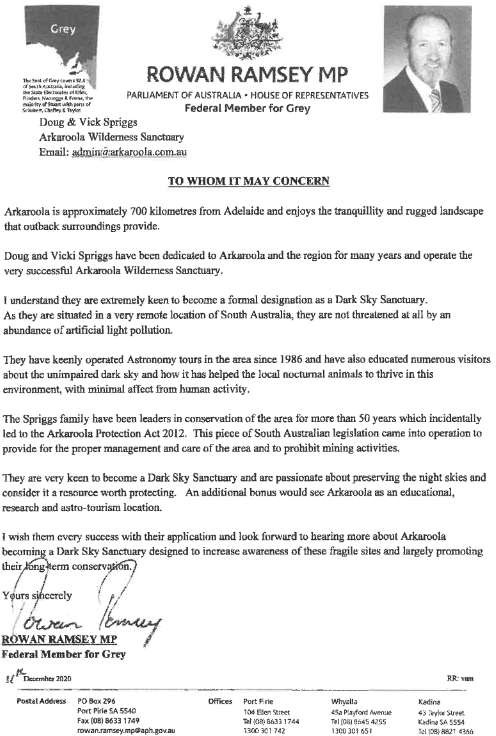 Grey
ROWAN RAMSEY MP
PARLIAMENT OF AUSTRALIA • HOUSE OF REPRESENTATIVES
Federal Member for Grey
The Seat of Grey covers 92.4%
of South Australia, including
the State Electorates of Giles,
Flinders, Narungga & Frome, the
majority of Stuart with parts of
Schubert, Chaffey & Taylor
Doug & Vick Spriggs
Arkaroola Wilderness Sanctuary
Email: admin@arkaroola.com.au
TO WHOM IT MAY CONCERN
Arkaroola is approximately 700 kilometres from Adelaide and enjoys the tranquillity and rugged landscape
that outback surroundings provide.
Doug and Vicki Spriggs have been dedicated to Arkaroola and the region for many years and operate the
very successful Arkaroola Wilderness Sanctuary.
I understand they are extremely keen to become a formal designation as a Dark Sky Sanctuary.
As they are situated in a very remote location of South Australia, they are not threatened at all by an
abundance of artificial light pollution.
They have keenly operated Astronomy tours in the area since 1986 and have also educated numerous visitors
about the unimpaired dark sky and how it has helped the local nocturnal animals to thrive in this
environment, with minimal affect from human activity.
The Spriggs family have been leaders in conservation of the area for more than 50 years which incidentally
led to the Arkaroola Protection Act 2012. This piece of South Australian legislation came into operation to
provide for the proper management and care of the area and to prohibit mining activities.
They are very keen to become a Dark Sky Sanctuary and are passionate about preserving the night skies and
consider it a resource worth protecting. An additional bonus would see Arkaroola as an educational,
research and astro-tourism location.
I wish them every success with their application and look forward to hearing more about Arkaroola
becoming a Dark Sky Sanctuary designed to increase awareness of these fragile sites and largely promoting
their long-term conservation.
Yours sincerely
Rowan Ramsey
ROWAN RAMSEY MP
Federal Member for Grey
December 2020
RR:
Postal Address PO Box 296
Port Pirie SA 5540
Fax (08) 8633 1749
rowan.ramsey.mp@aph.gov.au
Offices Port Pirie
104 Ellen Street
Tel (08) 8633 1744
1300 301 742
Whyalla
45a Playford Avenue
Tel (08) 8645 4255
1300 301 651
Kadina
43 Taylor Street
Kadina SA 5554
Tel (08) 8821 4366